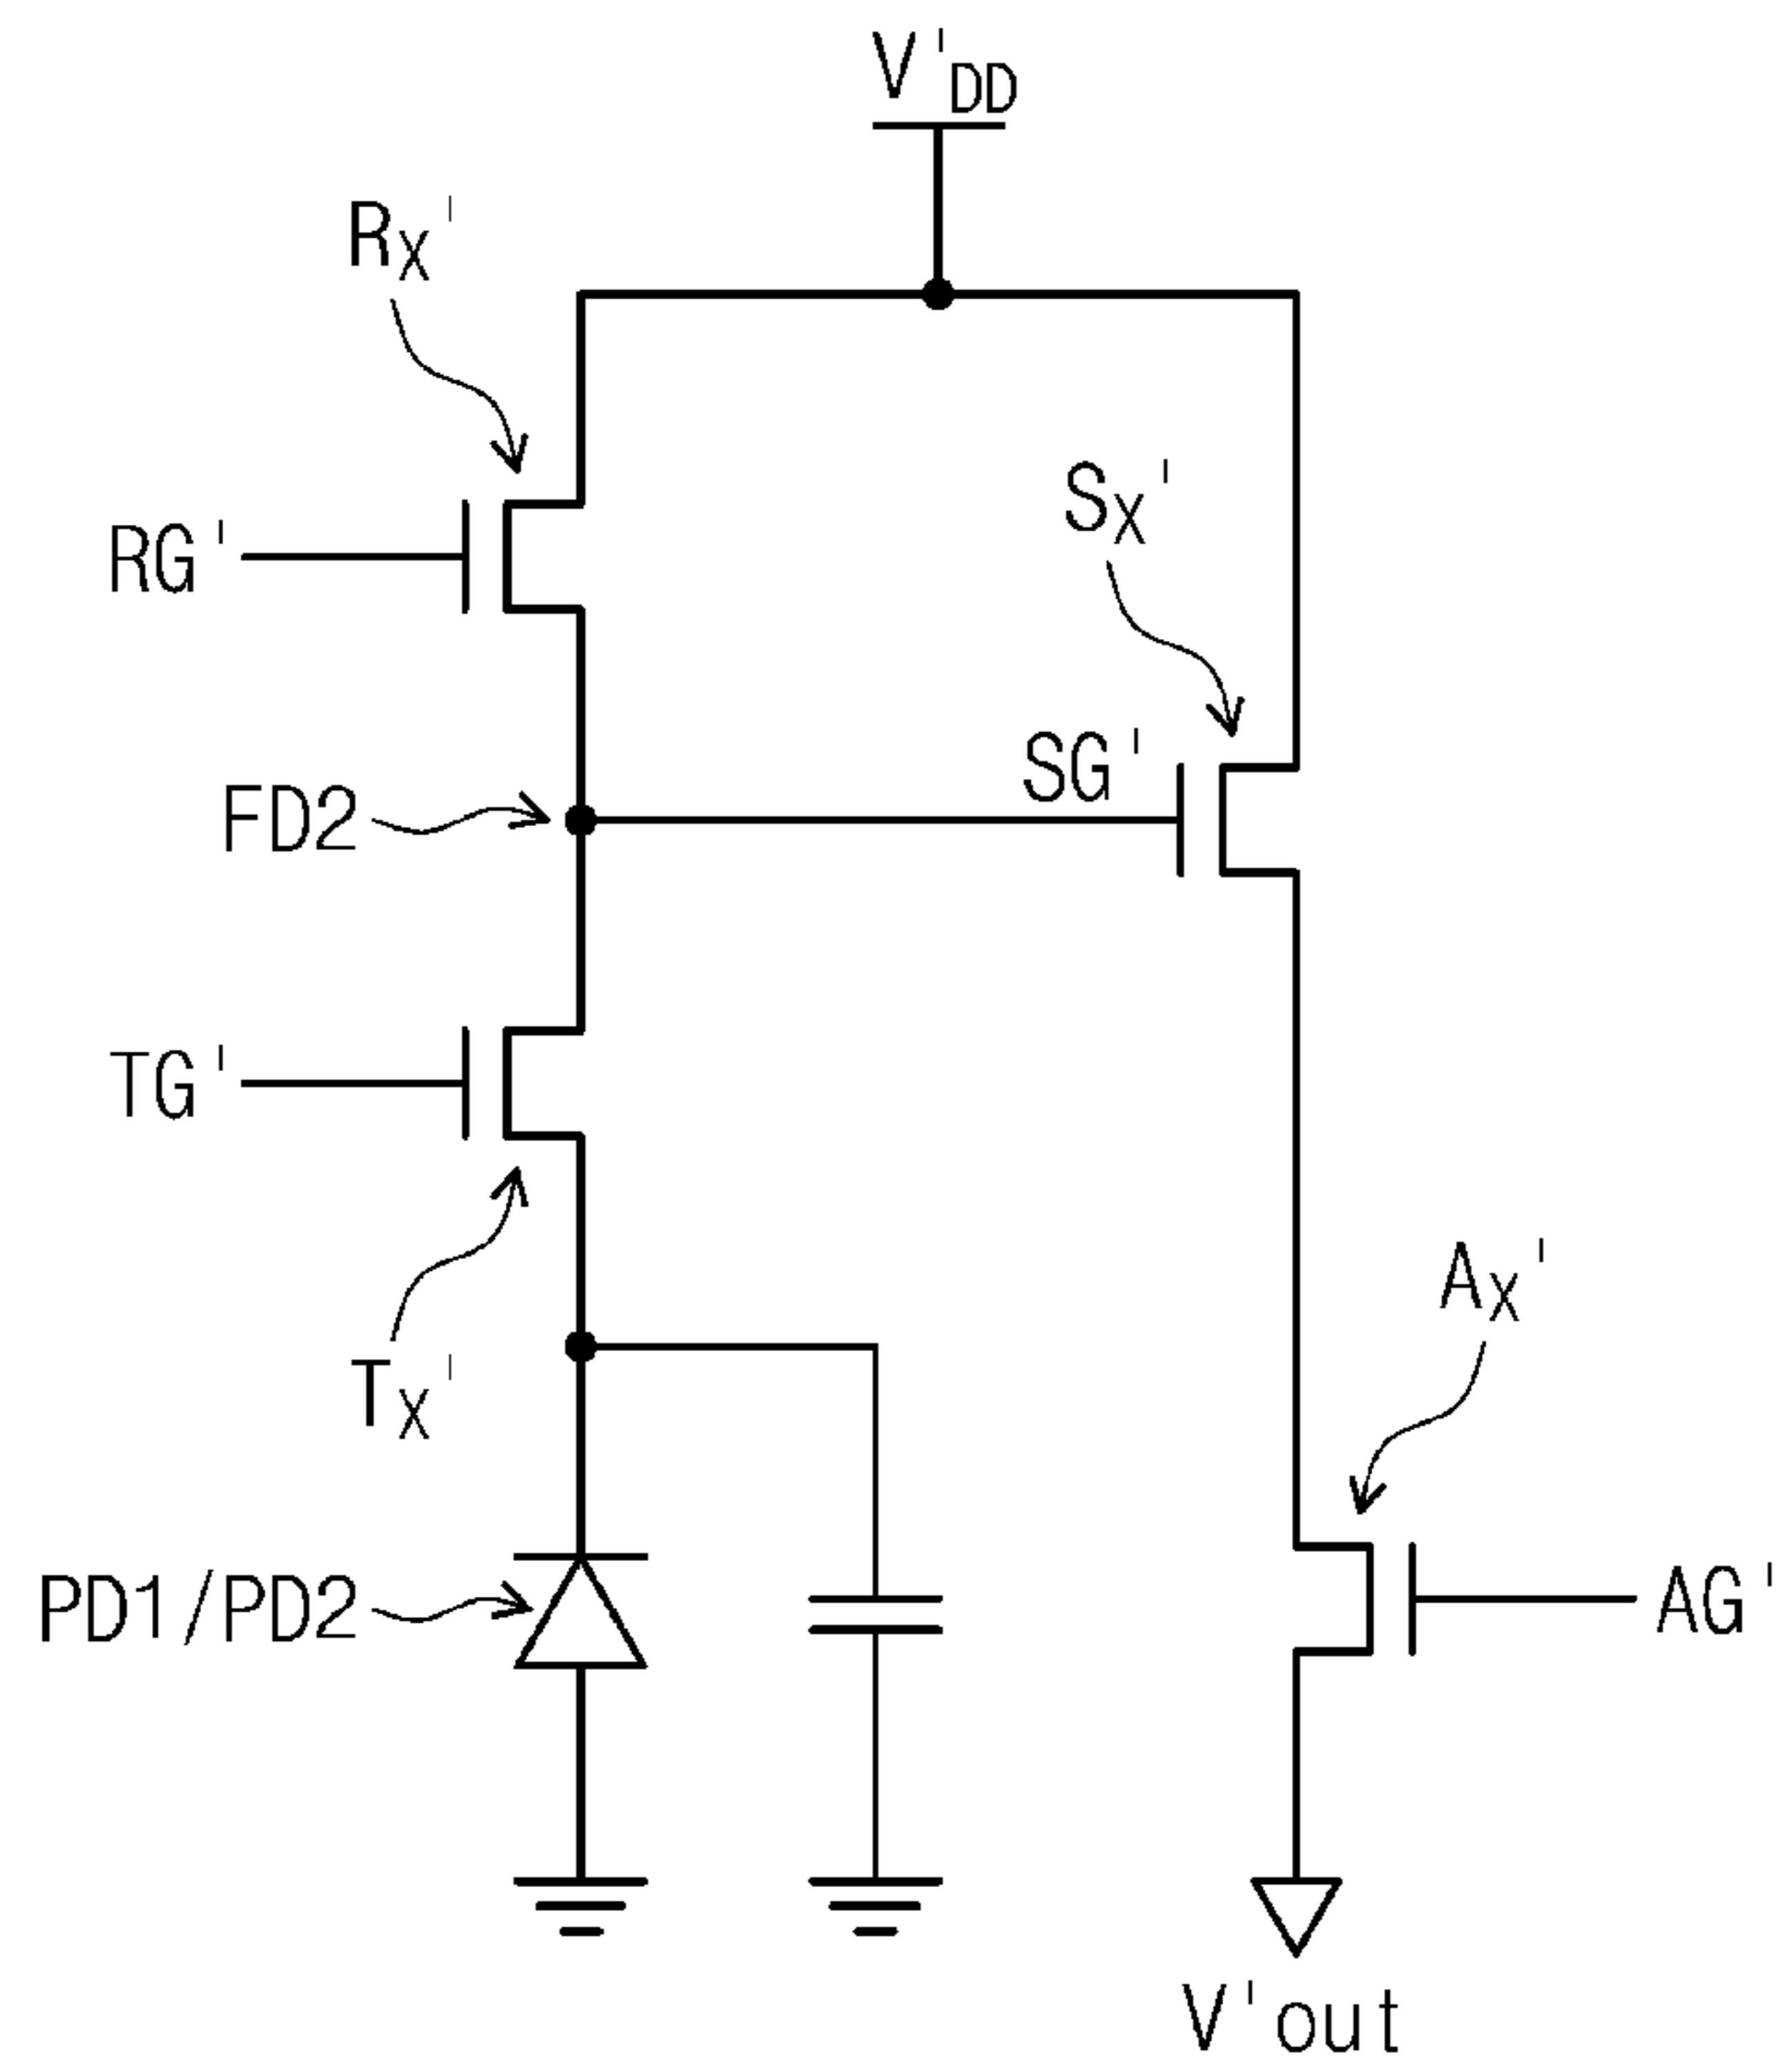 V'DD
RX'
SX'
RG'
SG'
FD2
TG'
AX'
TX'
PD1/PD2
AG'
V'out